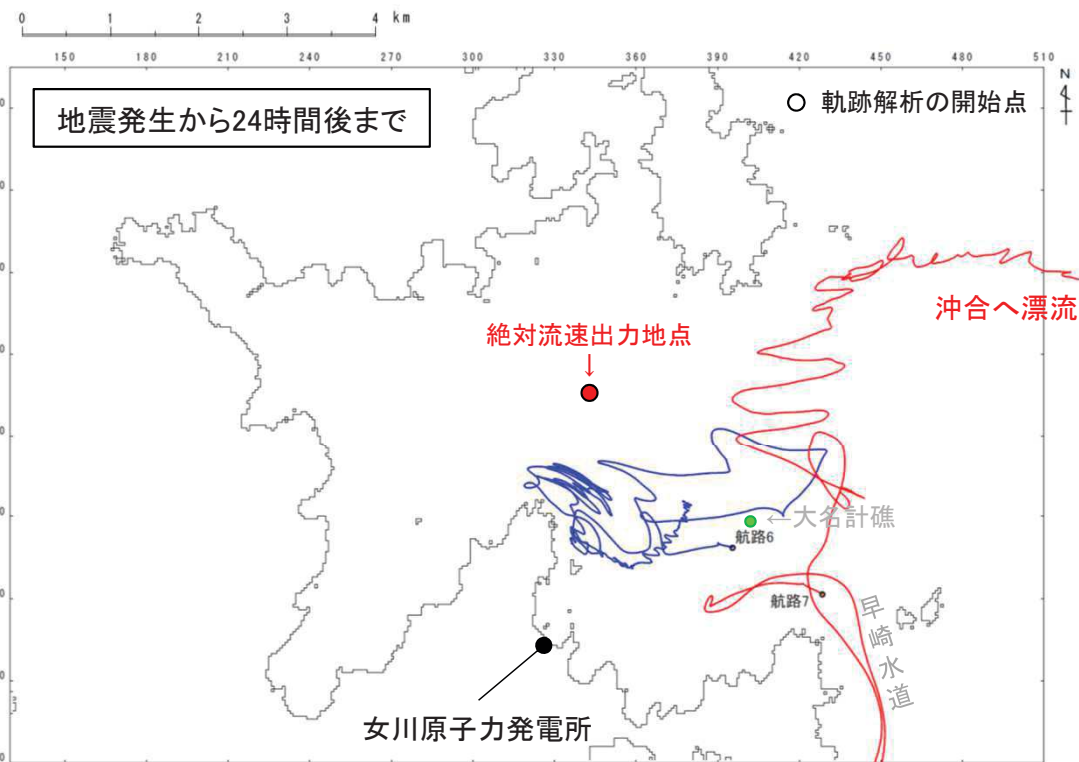 0 1 2 3 4 km
150 180 210 240 270 300 330 360 390 420 450 480 510
N
地震発生から24時間後まで
○ 軌跡解析の開始点
沖合へ漂流
絶対流速出力地点
↓
←大名計礁
航路6
航路7
早崎水道
女川原子力発電所